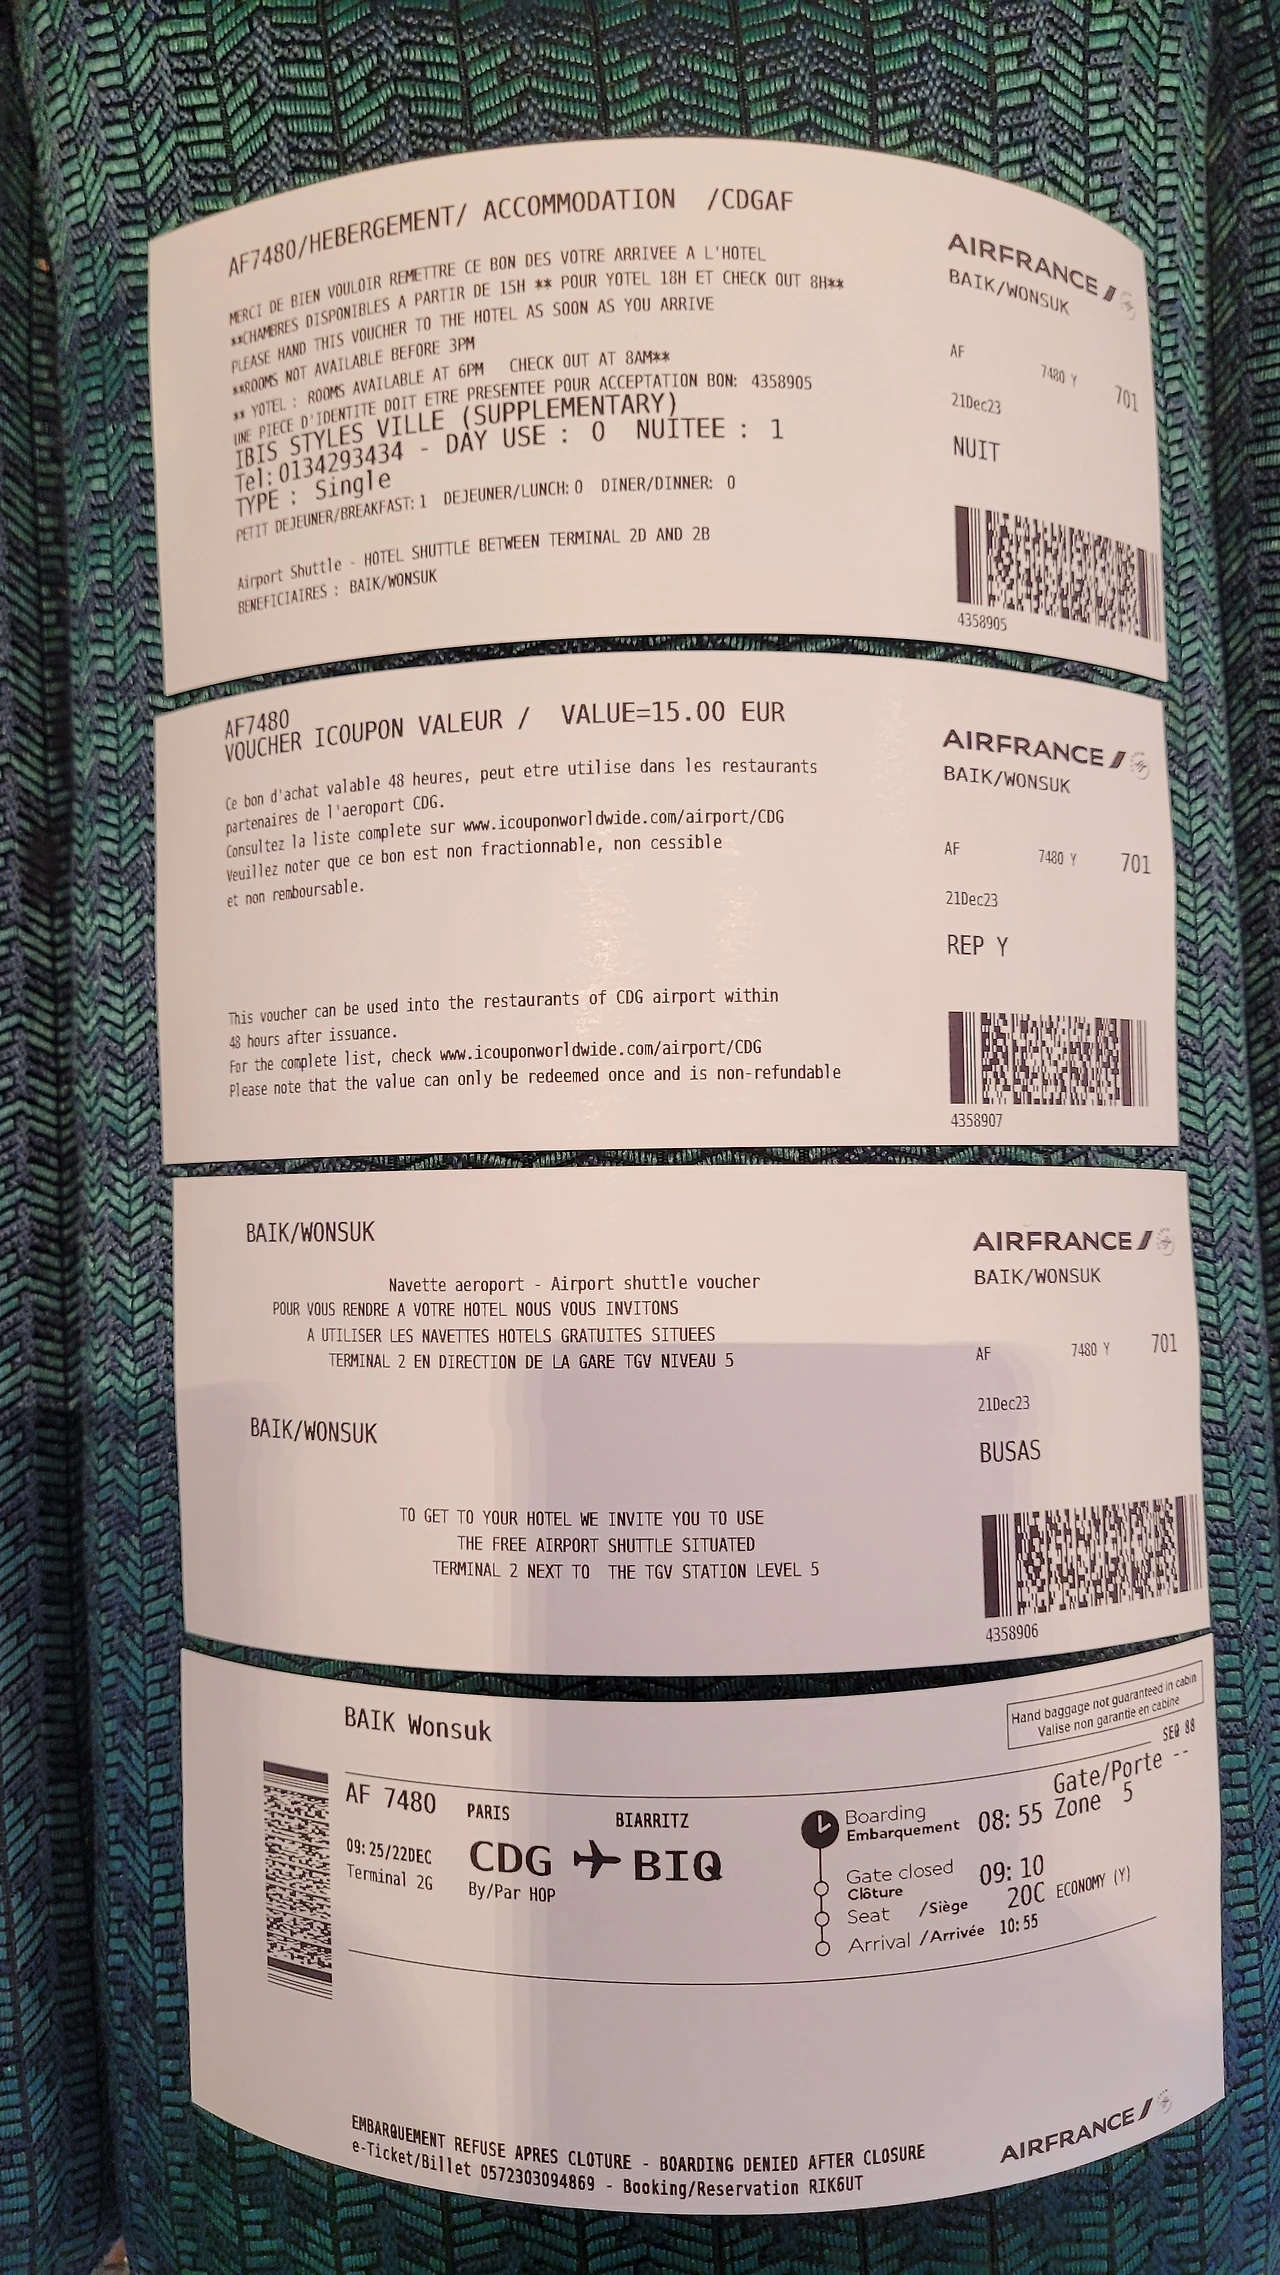 AF7480/HEBERGEMENT/ ACCOMMODATION /CDGAF
MERCI DE BIEN VOULOIR REMETTRE CE BON DES VOTRE ARRIVEE A L'HOTEL
**CHAMBRES DISPONIBLES A PARTIR DE 15H ** POUR YOTEL 18H ET CHECK OUT 8H**
PLEASE HAND THIS VOUCHER TO THE HOTEL AS SOON AS YOU ARRIVE
**ROOMS NOT AVAILABLE BEFORE 3PM
** YOTEL : ROOMS AVAILABLE AT 6PM CHECK OUT AT 8AM**
UNE PIECE D'IDENTITE DOIT ETRE PRESENTEE POUR ACCEPTATION BON: 4358905
IBIS STYLES VILLE (SUPPLEMENTARY)
Tel:0134293434 - DAY USE : 0 NUITEE : 1
TYPE : Single
PETIT DEJEUNER/BREAKFAST:1 DEJEUNER/LUNCH:0 DINER/DINNER: 0
Airport Shuttle - HOTEL SHUTTLE BETWEEN TERMINAL 2D AND 2B
BENEFICIAIRES : BAIK/WONSUK
AIRFRANCE
BAIK/WONSUK
AF 7480 Y 701
21Dec23
NUIT
4358905
AF7480
VOUCHER ICOUPON VALEUR / VALUE=15.00 EUR
Ce bon d'achat valable 48 heures, peut etre utilise dans les restaurants
partenaires de l'aeroport CDG.
Consultez la liste complete sur www.icouponworldwide.com/airport/CDG
Veuillez noter que ce bon est non fractionnable, non cessible
et non remboursable.
This voucher can be used into the restaurants of CDG airport within
48 hours after issuance.
For the complete list, check www.icouponworldwide.com/airport/CDG
Please note that the value can only be redeemed once and is non-refundable
AIRFRANCE
BAIK/WONSUK
AF 7480 Y 701
21Dec23
REP Y
4358907
BAIK/WONSUK
Navette aeroport - Airport shuttle voucher
POUR VOUS RENDRE A VOTRE HOTEL NOUS VOUS INVITONS
A UTILISER LES NAVETTES HOTELS GRATUITES SITUEES
TERMINAL 2 EN DIRECTION DE LA GARE TGV NIVEAU 5
BAIK/WONSUK
TO GET TO YOUR HOTEL WE INVITE YOU TO USE
THE FREE AIRPORT SHUTTLE SITUATED
TERMINAL 2 NEXT TO THE TGV STATION LEVEL 5
AIRFRANCE
BAIK/WONSUK
AF 7480 Y 701
21Dec23
BUSAS
4358906
BAIK Wonsuk
Hand baggage not guaranteed in cabin
Valise non garantie en cabine
SEQ 88
AF 7480 PARIS BIARRITZ
09:25/22DEC CDG BIQ
Terminal 2G By/Par HOP
Boarding
Embarquement 08:55
Gate/Porte --
Zone 5
Gate closed
Clôture 09:10
Seat /Siège 20C ECONOMY (Y)
Arrival /Arrivée 10:55
EMBARQUEMENT REFUSE APRES CLOTURE - BOARDING DENIED AFTER CLOSURE
e-Ticket/Billet 0572303094869 - Booking/Reservation RIK6UT
AIRFRANCE